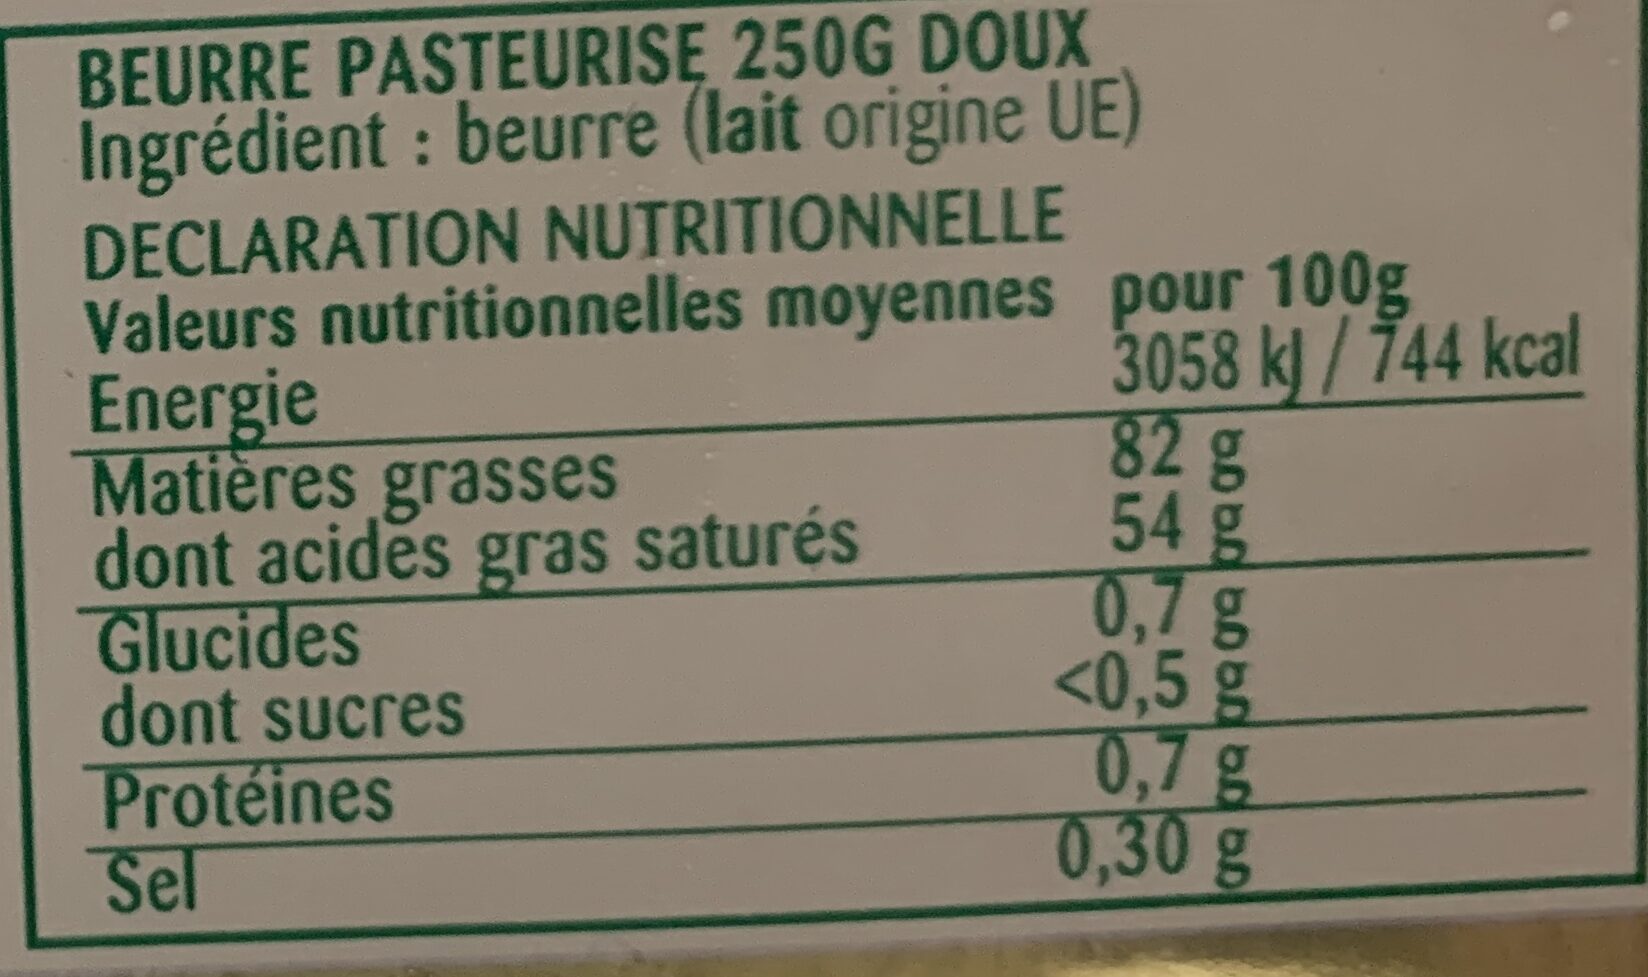 BEURRE PASTEURISE 250G DOUX
Ingrédient : beurre (lait origine UE)
DECLARATION NUTRITIONNELLE
Valeurs nutritionnelles moyennes pour 100g
Energie 3058 kJ / 744 kcal
Matières grasses 82 g
dont acides gras saturés 54 g
Glucides 0,7 g
dont sucres <0,5 g
Protéines 0,7 g
Sel 0,30 g